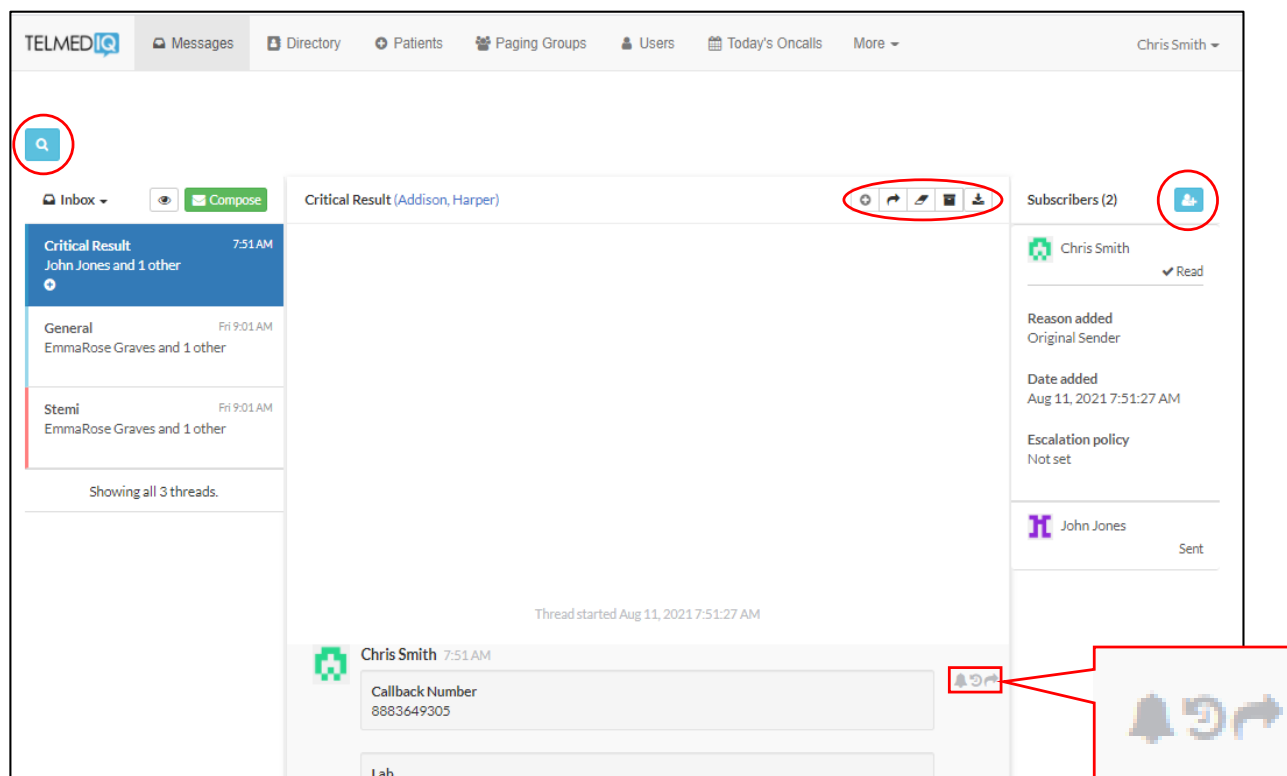 TELMEDIQ Messages Directory Patients Paging Groups Users Today's Oncalls More Chris Smith
Inbox Compose
Critical Result 7:51 AM
John Jones and 1 other
General Fri 9:01 AM
EmmaRose Graves and 1 other
Stemi Fri 9:01 AM
EmmaRose Graves and 1 other
Showing all 3 threads.
Critical Result (Addison, Harper)
Thread started Aug 11, 2021 7:51:27 AM
Chris Smith 7:51 AM
Callback Number
8883649305
Lab
Subscribers (2)
Chris Smith
Read
Reason added
Original Sender
Date added
Aug 11, 2021 7:51:27 AM
Escalation policy
Not set
John Jones
Sent